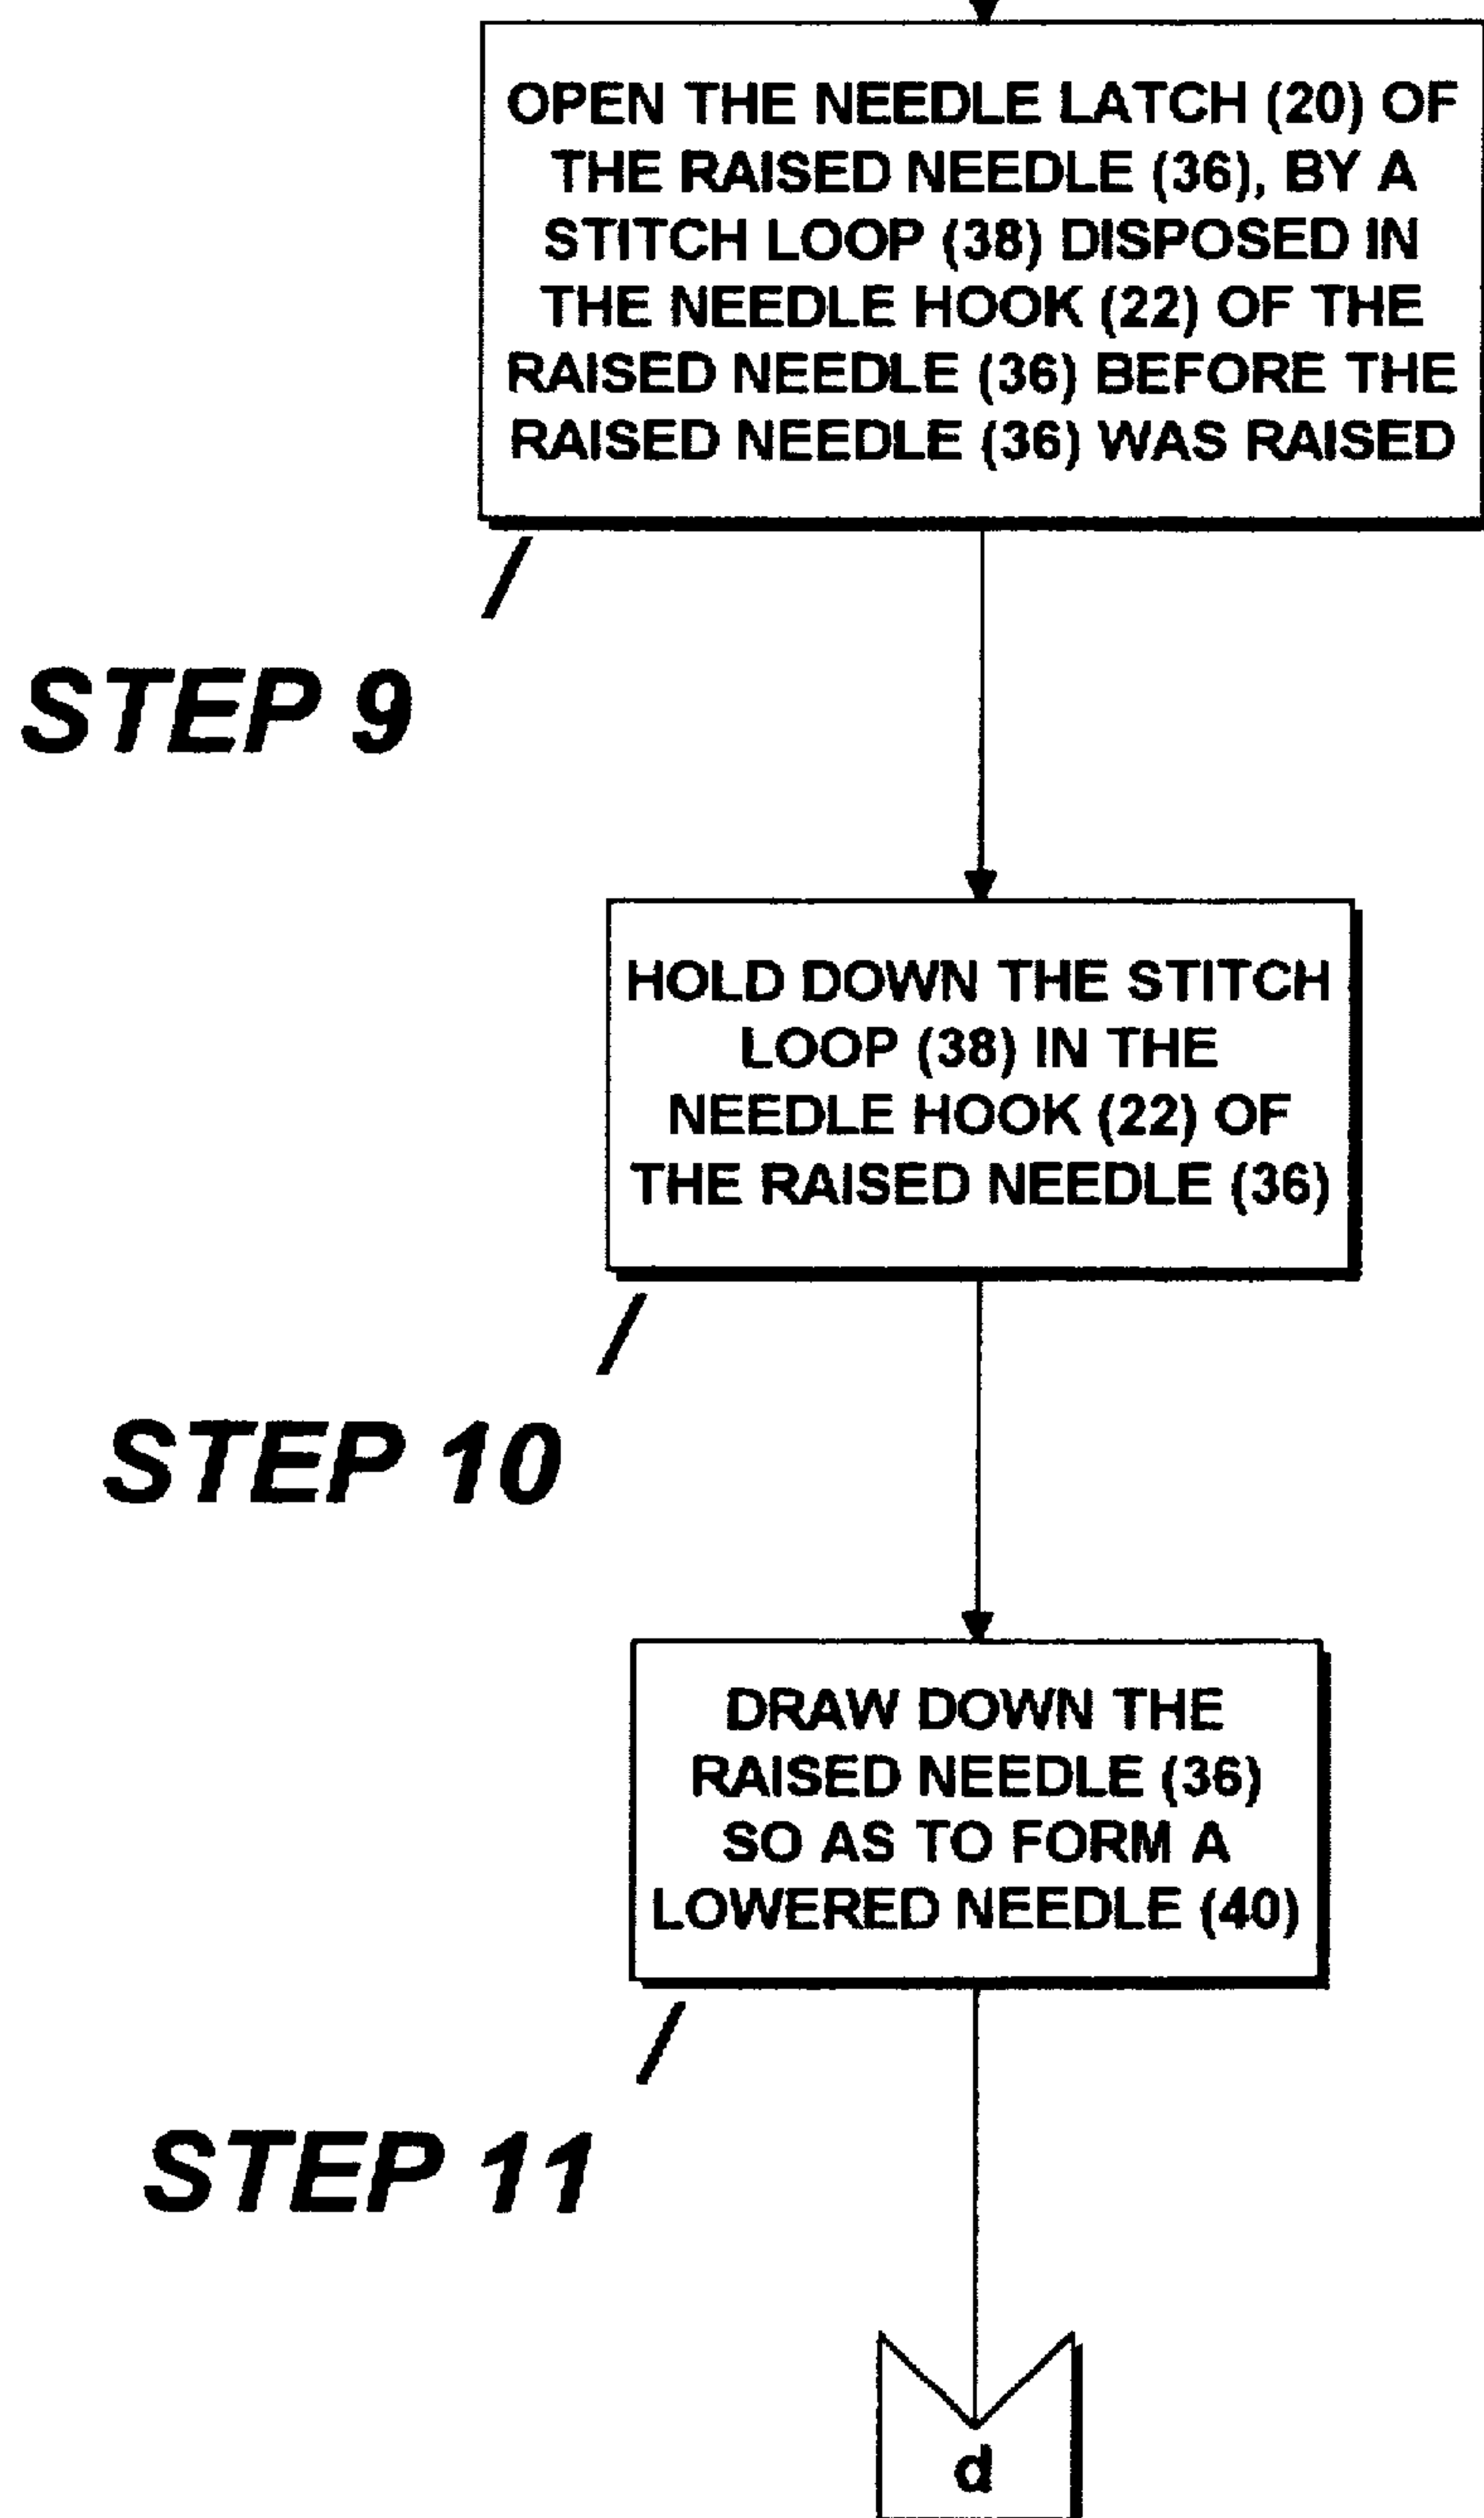 OPEN THE NEEDLE LATCH (20) OF
THE RAISED NEEDLE (36), BY A
STITCH LOOP (38) DISPOSED IN
THE NEEDLE HOOK (22) OF THE
RAISED NEEDLE (36) BEFORE THE
RAISED NEEDLE (36) WAS RAISED
STEP 9
HOLD DOWN THE STITCH
LOOP (38) IN THE
NEEDLE HOOK (22) OF
THE RAISED NEEDLE (36)
STEP 10
DRAW DOWN THE
RAISED NEEDLE (36)
SO AS TO FORM A
LOWERED NEEDLE (40)
STEP 11
d